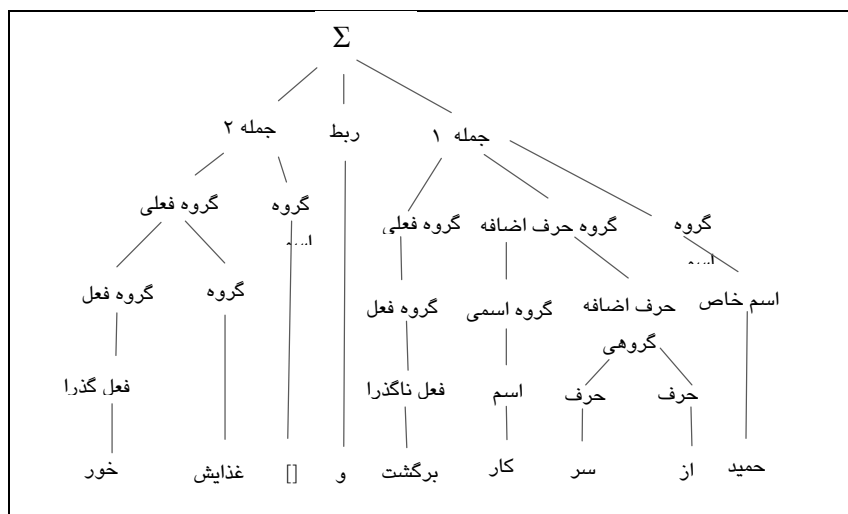 Σ
جمله ۱ ربط جمله ۲
گروه گروه حرف اضافه گروه فعلی گروه گروه فعلی
اسم خاص حرف اضافه گروهی گروه اسمی گروه فعل گروه گروه فعل
حرف حرف اسم فعل ناگذرا فعل گذرا
حمید از سر کار برگشت و [] غذایش خور